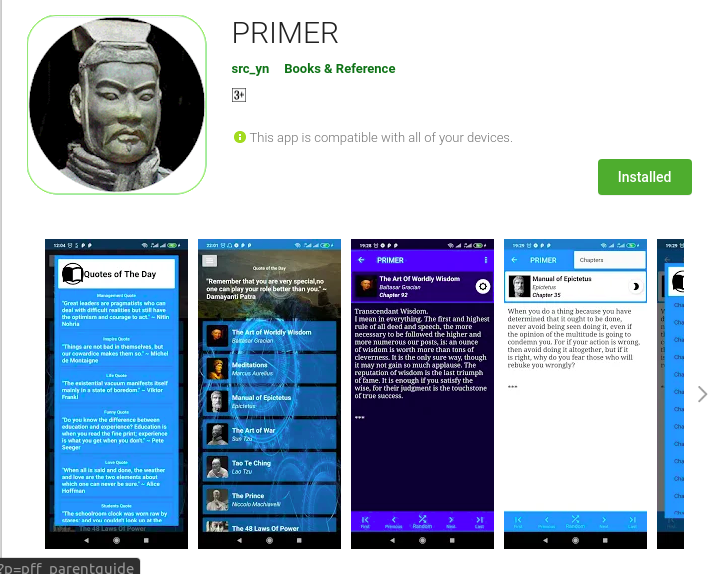 PRIMER
src_yn Books & Reference
3+
This app is compatible with all of your devices.
Installed
12:04
Quotes of The Day
Management Quote
"Great leaders are pragmatists who can
deal with difficult realities but still have
the optimism and courage to act." ~ Nitin
Nohria
Inspire Quote
"Things are not bad in themselves, but
our cowardice makes them so." ~ Michel
de Montaigne
Life Quote
"The existential vacuum manifests itself
mainly in a state of boredom." ~ Viktor
Frankl
Funny Quote
"Do you know the difference between
education and experience? Education is
when you read the fine print; experience
is what you get when you don't." ~ Pete
Seeger
Love Quote
"When all is said and done, the weather
and love are the two elements about
which one can never be sure." ~ Alice
Hoffman
Students Quote
"The schoolroom clock was worn raw by
stares; and you couldn't look up at the
The 48 Laws Of Power
22:01
Quote of the Day
"Remember that you are very special,no
one can play your role better than you." ~
Damayanti Patra
The Art of Worldly Wisdom
Baltasar Gracian
Meditations
Marcus Aurelius
Manual of Epictetus
Epictetus
The Art of War
Sun Tzu
Tao Te Ching
Lao Tzu
The Prince
Niccolo Machiavelli
The 48 Laws Of Power
19:28
PRIMER
The Art Of Worldly Wisdom
Baltasar Gracian
Chapter 92
Transcendant Wisdom.
I mean in everything. The first and highest
rule of all deed and speech, the more
necessary to be followed the higher and
more numerous our posts, is: an ounce
of wisdom is worth more than tons of
cleverness. It is the only sure way, though
it may not gain so much applause. The
reputation of wisdom is the last triumph
of fame. It is enough if you satisfy the
wise, for their judgment is the touchstone
of true success.
***
First Previous Random Next Last
19:29
PRIMER Chapters
Manual of Epictetus
Epictetus
Chapter 35
When you do a thing because you have
determined that it ought to be done,
never avoid being seen doing it, even if
the opinion of the multitude is going to
condemn you. For if your action is wrong,
then avoid doing it altogether, but if it
is right, why do you fear those who will
rebuke you wrongly?
***
First Previous Random Next Last
19:29
Cha
Cha
Cha
Cha
Cha
Cha
Cha
Cha
Cha
Cha
?p=pff_parentguide